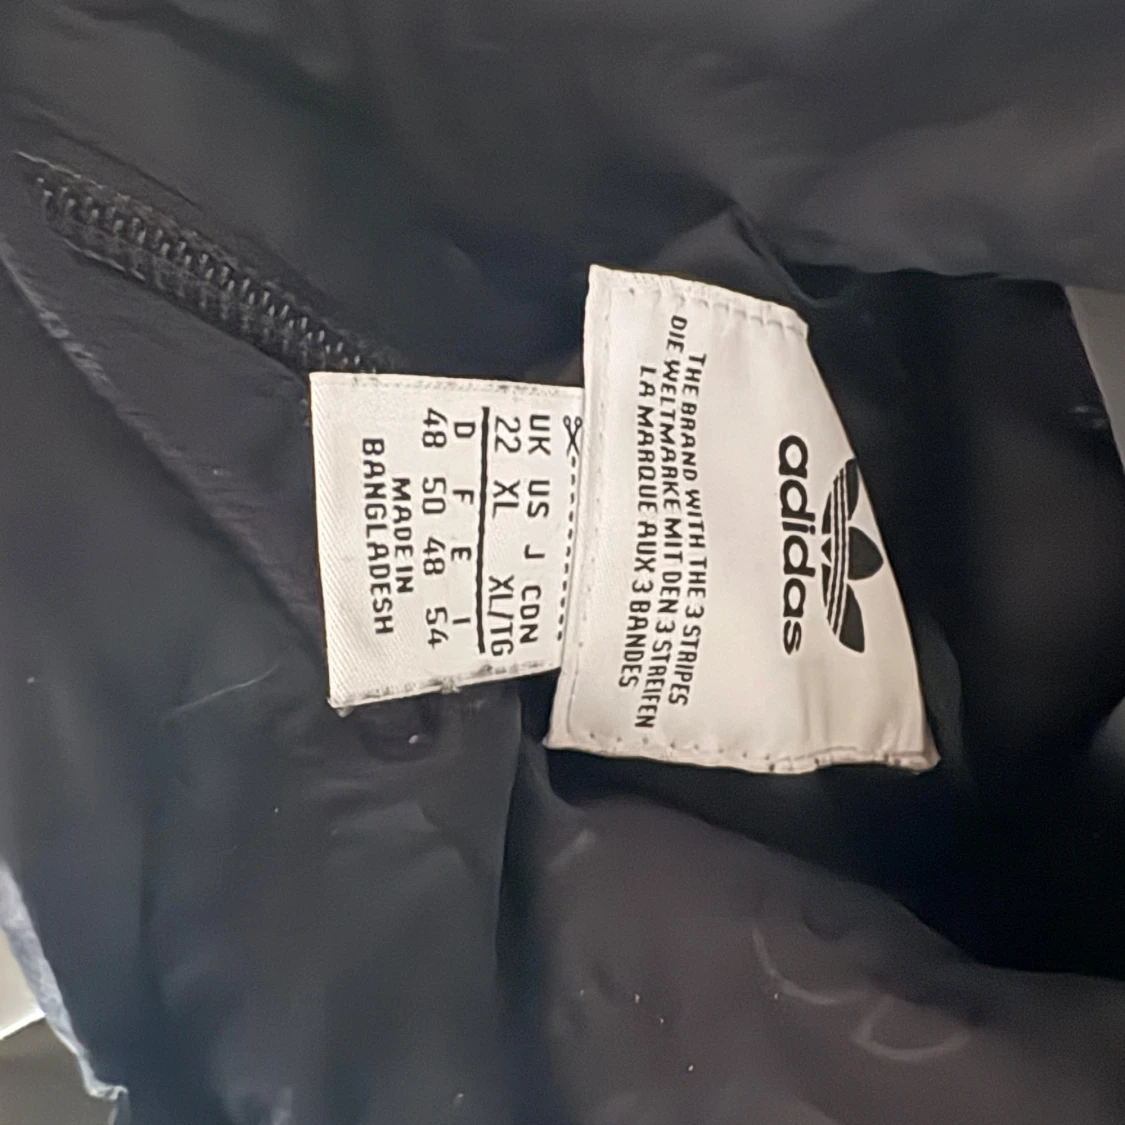 adidas
THE BRAND WITH THE 3 STRIPES
DIE WELTMARKE MIT DEN 3 STREIFEN
LA MARQUE AUX 3 BANDES
UK US J CDN
22 XL XL/TG
D F E I
48 50 48 54
MADE IN
BANGLADESH